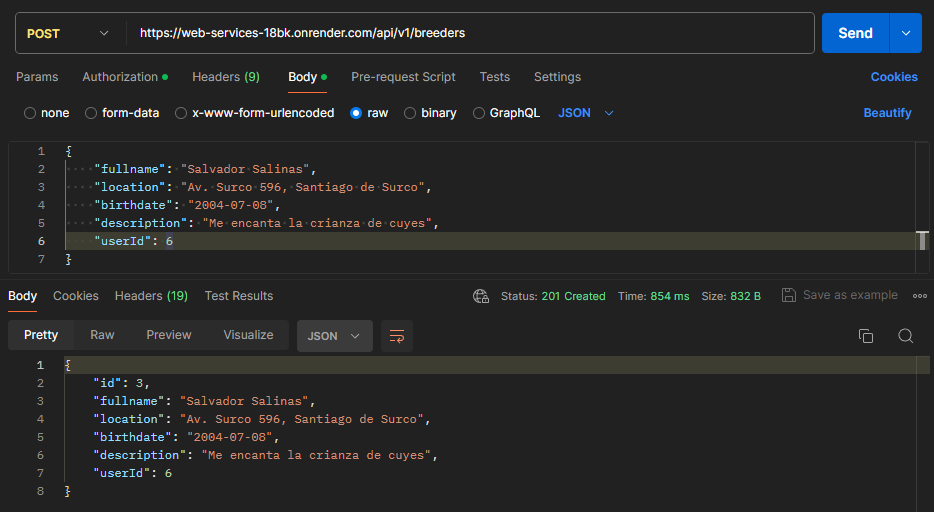 POST https://web-services-18bk.onrender.com/api/v1/breeders Send
Params Authorization Headers (9) Body Pre-request Script Tests Settings Cookies
none form-data x-www-form-urlencoded raw binary GraphQL JSON Beautify
1 {
2 "fullname": "Salvador Salinas",
3 "location": "Av. Surco 596, Santiago de Surco",
4 "birthdate": "2004-07-08",
5 "description": "Me encanta la crianza de cuyes",
6 "userId": 6
7 }
Body Cookies Headers (19) Test Results Status: 201 Created Time: 854 ms Size: 832 B Save as example
Pretty Raw Preview Visualize JSON
1 {
2 "id": 3,
3 "fullname": "Salvador Salinas",
4 "location": "Av. Surco 596, Santiago de Surco",
5 "birthdate": "2004-07-08",
6 "description": "Me encanta la crianza de cuyes",
7 "userId": 6
8 }